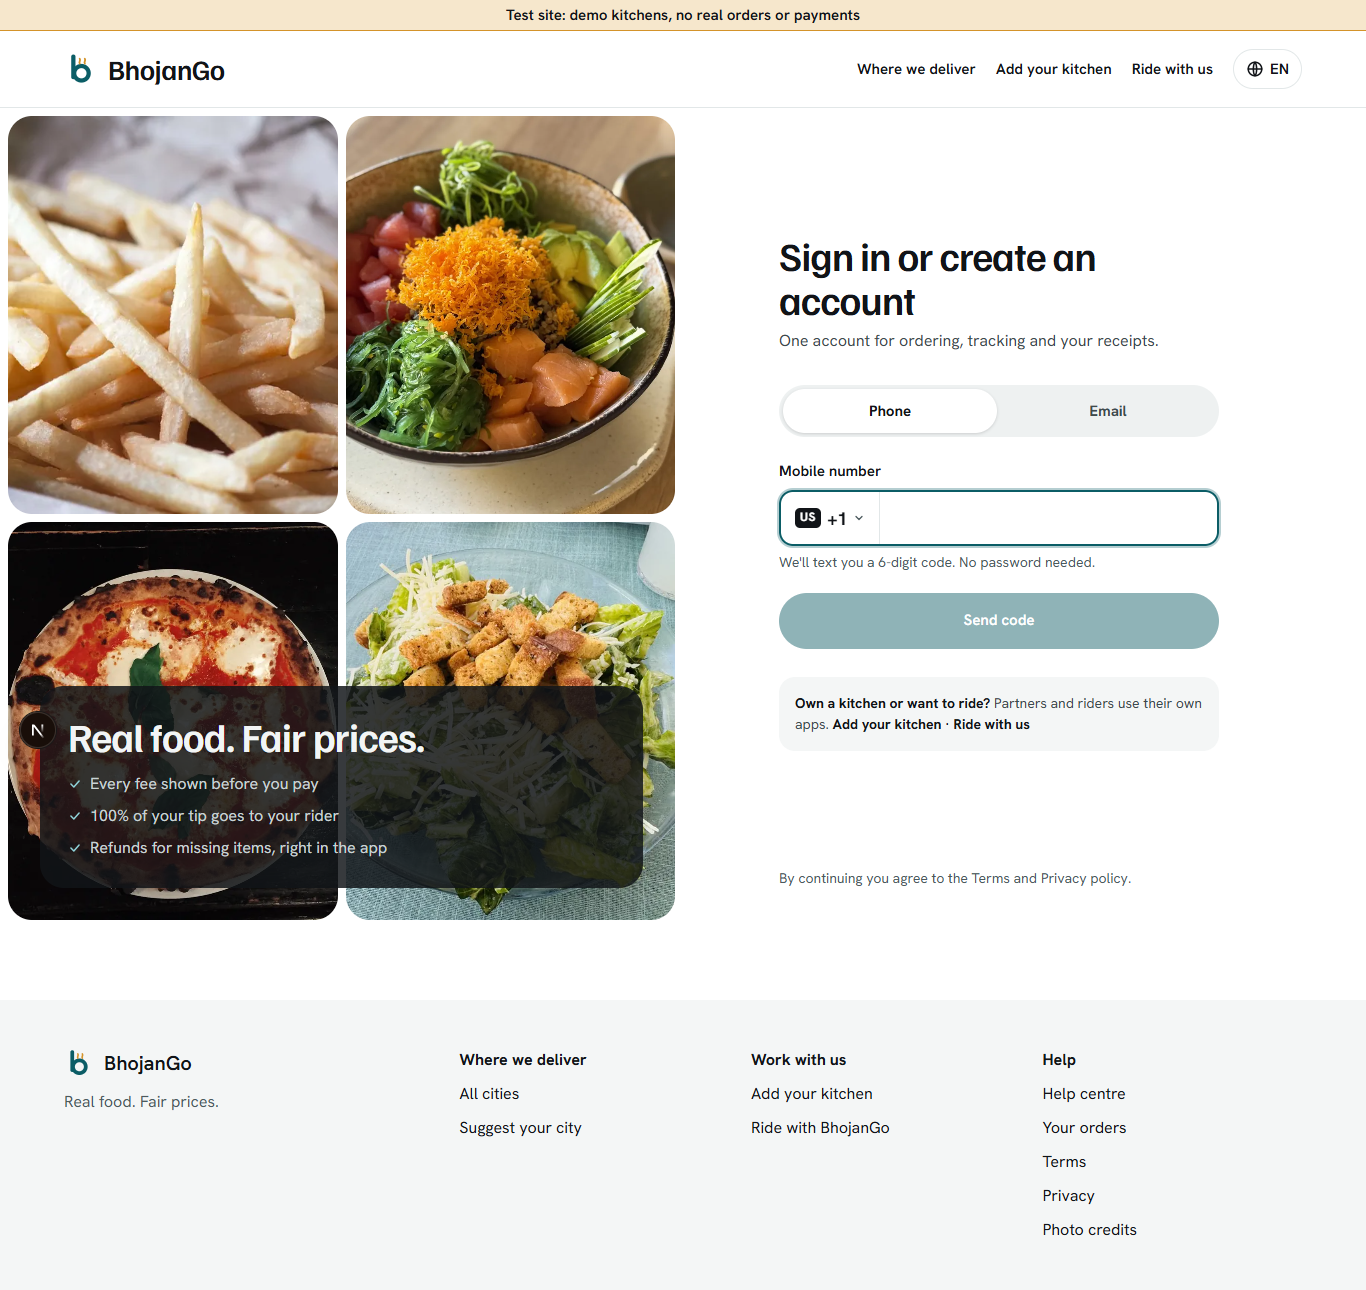 Test site: demo kitchens, no real orders or payments
BhojanGo
Where we deliver
Add your kitchen
Ride with us
EN
Sign in or create an
account
One account for ordering, tracking and your receipts.
Phone
Email
Mobile number
US +1
We'll text you a 6-digit code. No password needed.
Send code
Own a kitchen or want to ride? Partners and riders use their own
apps. Add your kitchen · Ride with us
By continuing you agree to the Terms and Privacy policy.
N
Real food. Fair prices.
Every fee shown before you pay
100% of your tip goes to your rider
Refunds for missing items, right in the app
BhojanGo
Real food. Fair prices.
Where we deliver
All cities
Suggest your city
Work with us
Add your kitchen
Ride with BhojanGo
Help
Help centre
Your orders
Terms
Privacy
Photo credits